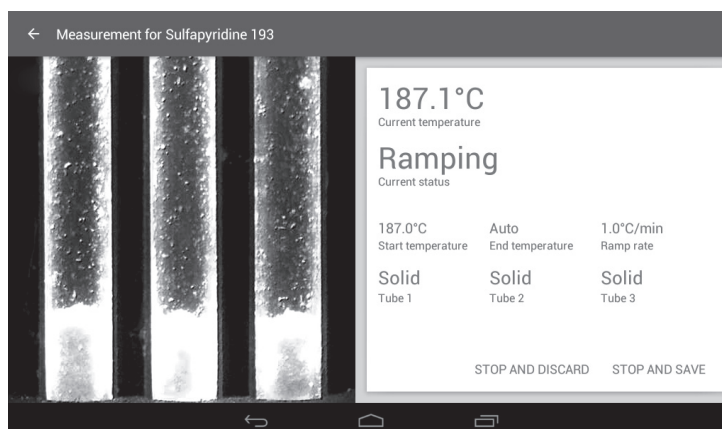 Measurement for Sulfapyridine 193
187.1°C
Current temperature
Ramping
Current status
187.0°C Auto 1.0°C/min
Start temperature End temperature Ramp rate
Solid Solid Solid
Tube 1 Tube 2 Tube 3
STOP AND DISCARD STOP AND SAVE